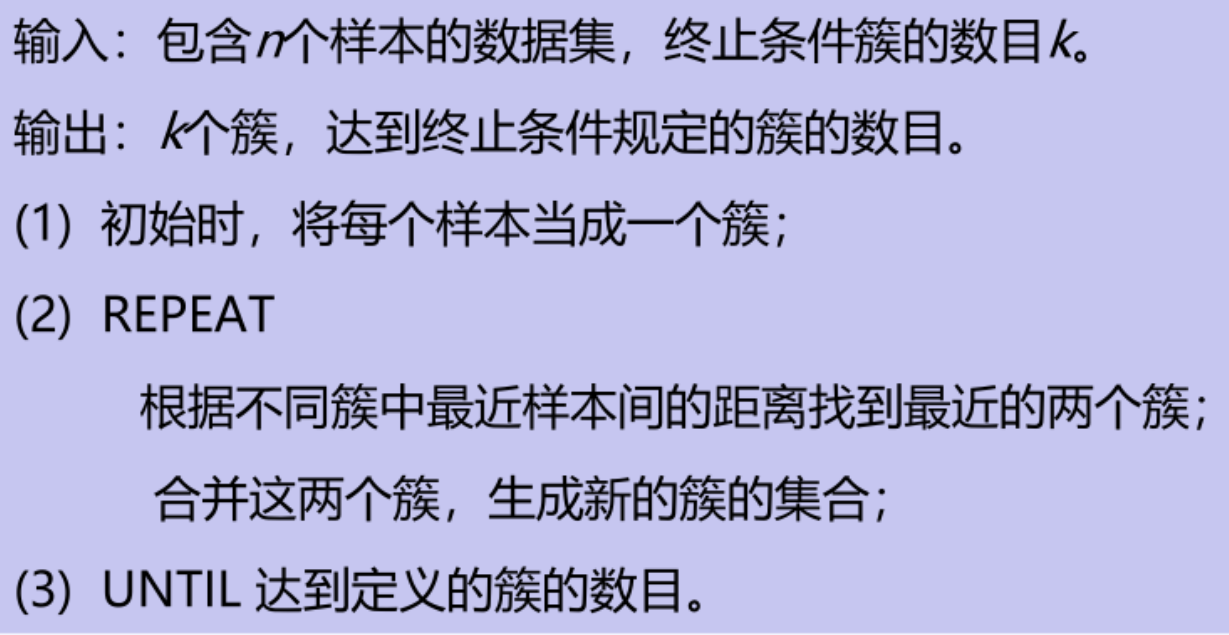 输入：包含n个样本的数据集，终止条件簇的数目k。
输出：k个簇，达到终止条件规定的簇的数目。
(1) 初始时，将每个样本当成一个簇；
(2) REPEAT
根据不同簇中最近样本间的距离找到最近的两个簇；
合并这两个簇，生成新的簇的集合；
(3) UNTIL 达到定义的簇的数目。